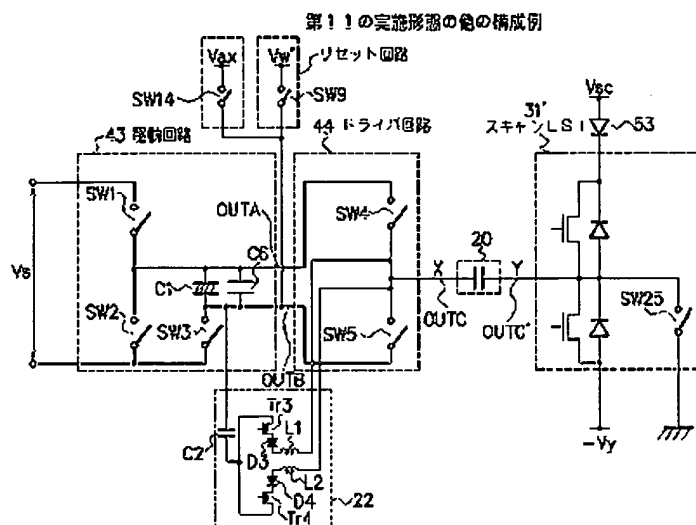 第11の実施形態の他の構成例
Vax
Vw"
リセット回路
SW14
SW9
Vsc
31'
スキャンLSI
53
43 駆動回路
44 ドライバ回路
SW1
OUTA
SW4
Vs
C6
C1
X
20
Y
SW2
SW3
SW5
OUTC
OUTC'
SW25
OUTB
Tr3
L1
C2
D3
L2
D4
22
Tr4
-Vy